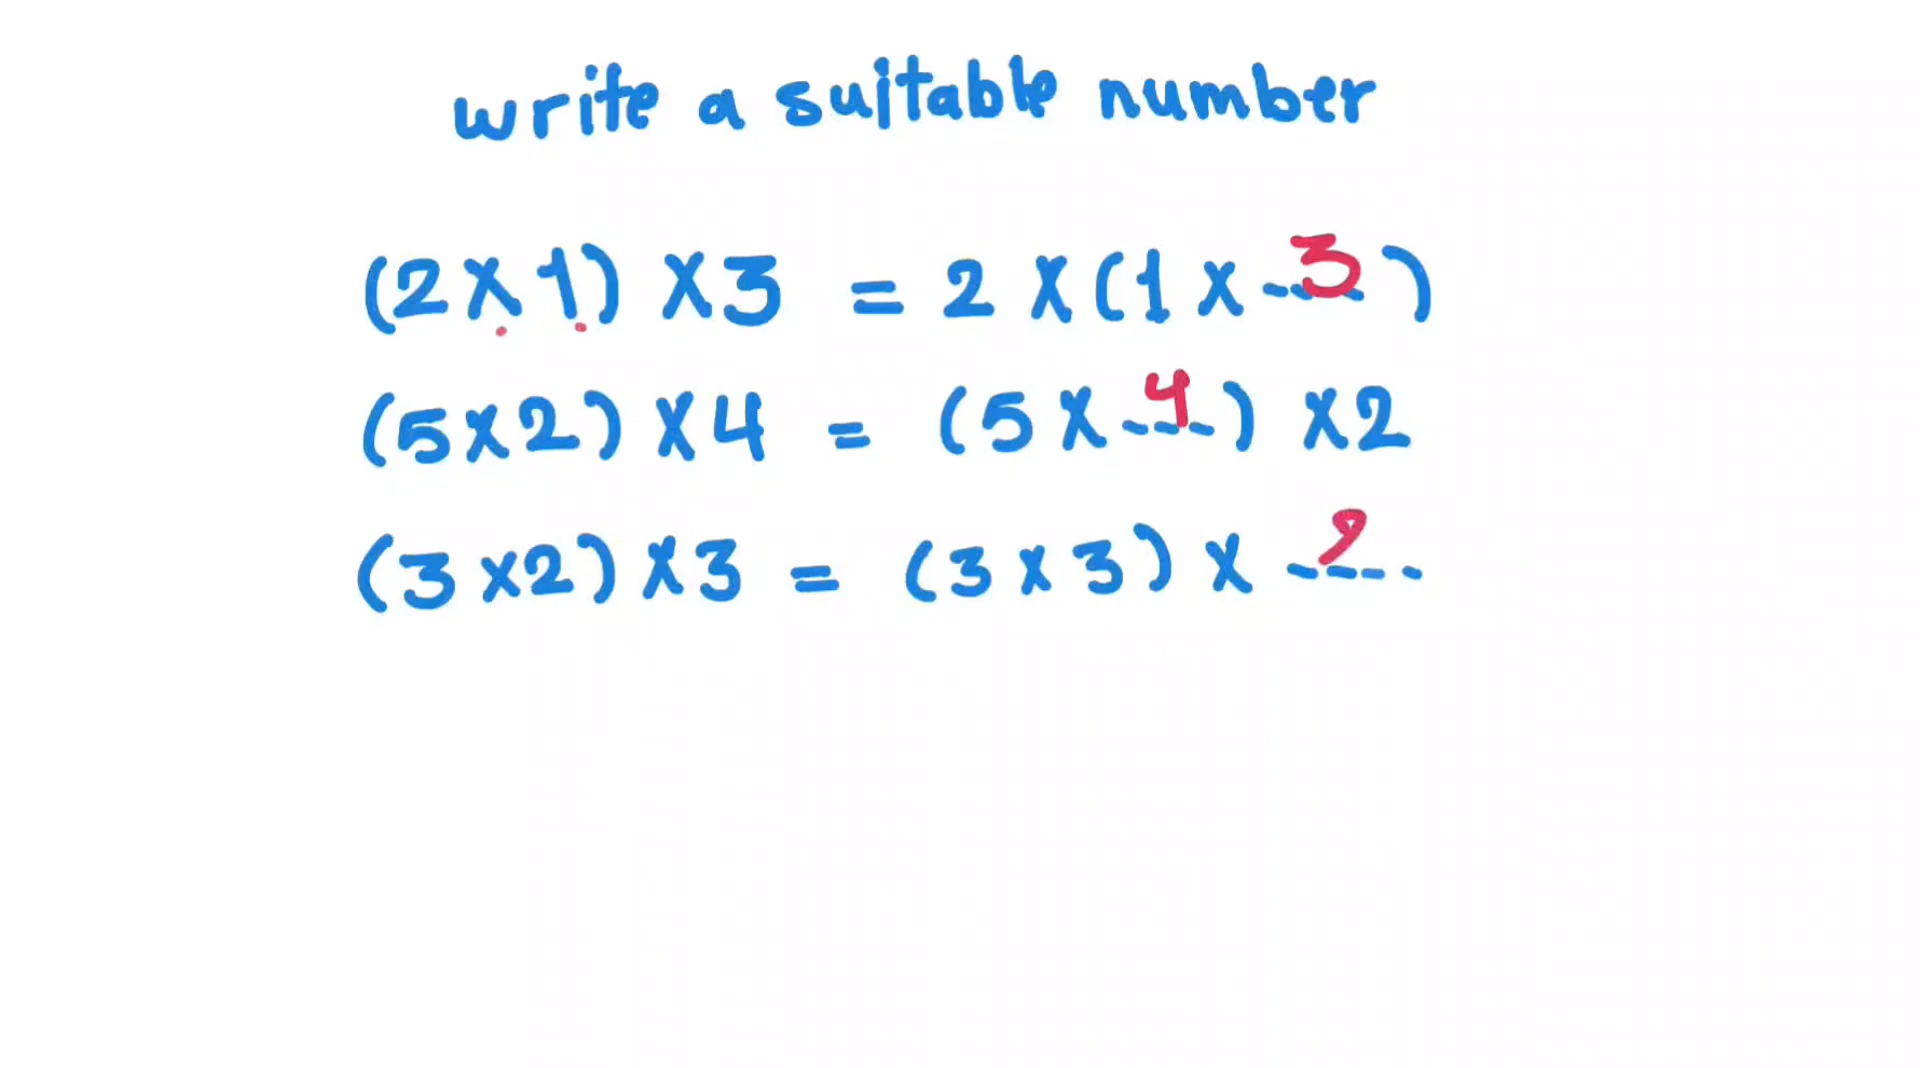 write a suitable number
(2 X 1) X 3 = 2 X (1 X ..3..)
(5 X 2) X 4 = (5 X ..4..) X 2
(3 X 2) X 3 = (3 X 3) X ..2..